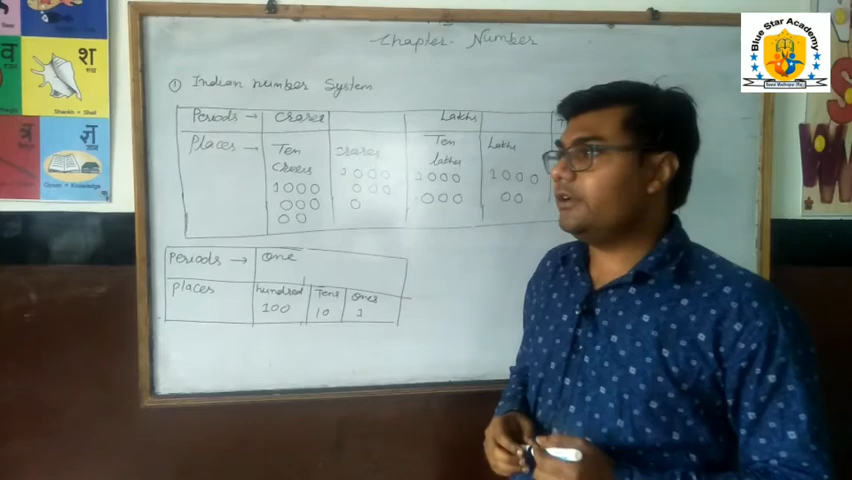 Chapter- Number
① Indian number System
Periods → crores Lakhs
Places → Ten crores Lakhs
crores Ten lakhs
1000 1000 1000 1000
000 000 000 00
00 0
Periods → One
places hundred Tens Ones
100 10 1
Blue Star Academy
श
Shankh = Shell
व
त्र
ज्ञ
Gyaan = Knowledge